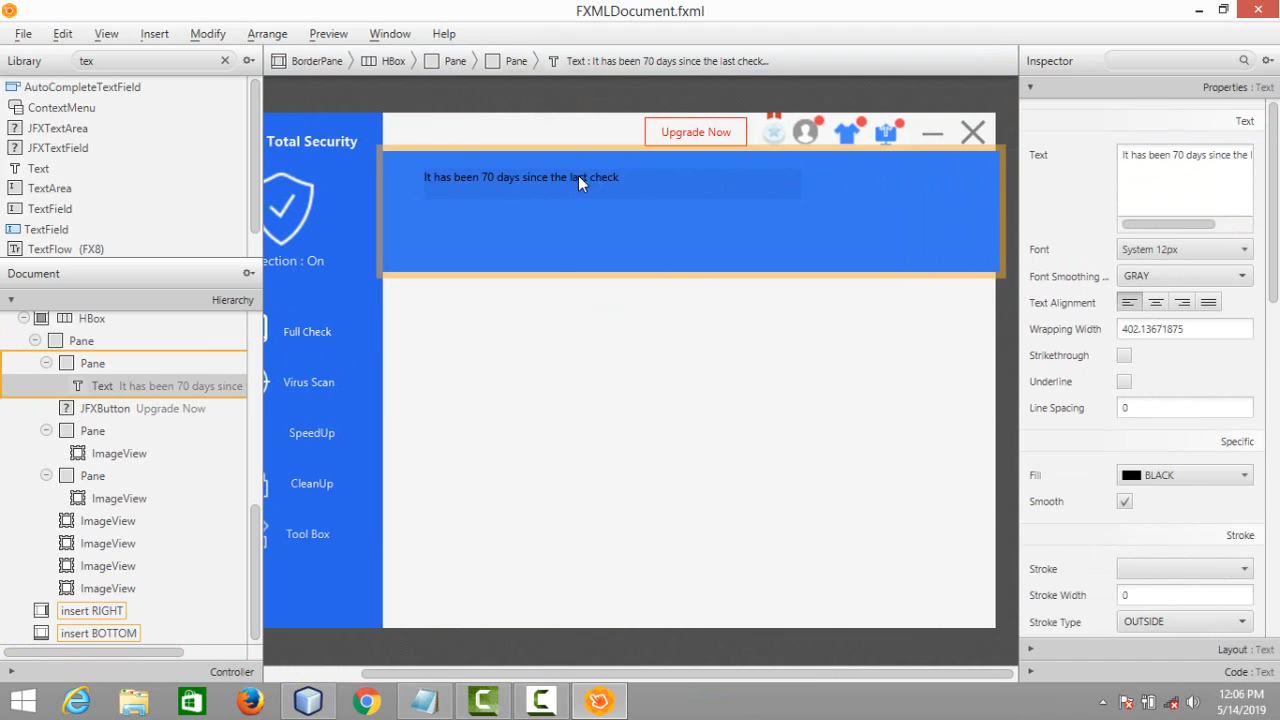 FXMLDocument.fxml
File Edit View Insert Arrange Preview Window Help
Library tex
BorderPane HBox Pane Pane Text : It has been 70 days since the last check...
Inspector
AutoCompleteTextField
ContextMenu
JFXTextArea
JFXTextField
Text
TextArea
TextField
TextField
TextFlow (FX8)
Document
Hierarchy
HBox
Pane
Pane
Text It has been 70 days since
JFXButton Upgrade Now
Pane
ImageView
Pane
ImageView
ImageView
ImageView
ImageView
ImageView
insert RIGHT
insert BOTTOM
Controller
Total Security
Upgrade Now
It has been 70 days since the last check
ection : On
Full Check
Virus Scan
SpeedUp
CleanUp
Tool Box
Properties : Text
Text
Text It has been 70 days since the l
Font System 12px
Font Smoothing ... GRAY
Text Alignment
Wrapping Width 402.13671875
Strikethrough
Underline
Line Spacing 0
Specific
Fill BLACK
Smooth
Stroke
Stroke
Stroke Width 0
Stroke Type OUTSIDE
Layout : Text
Code : Text
12:06 PM
5/14/2019